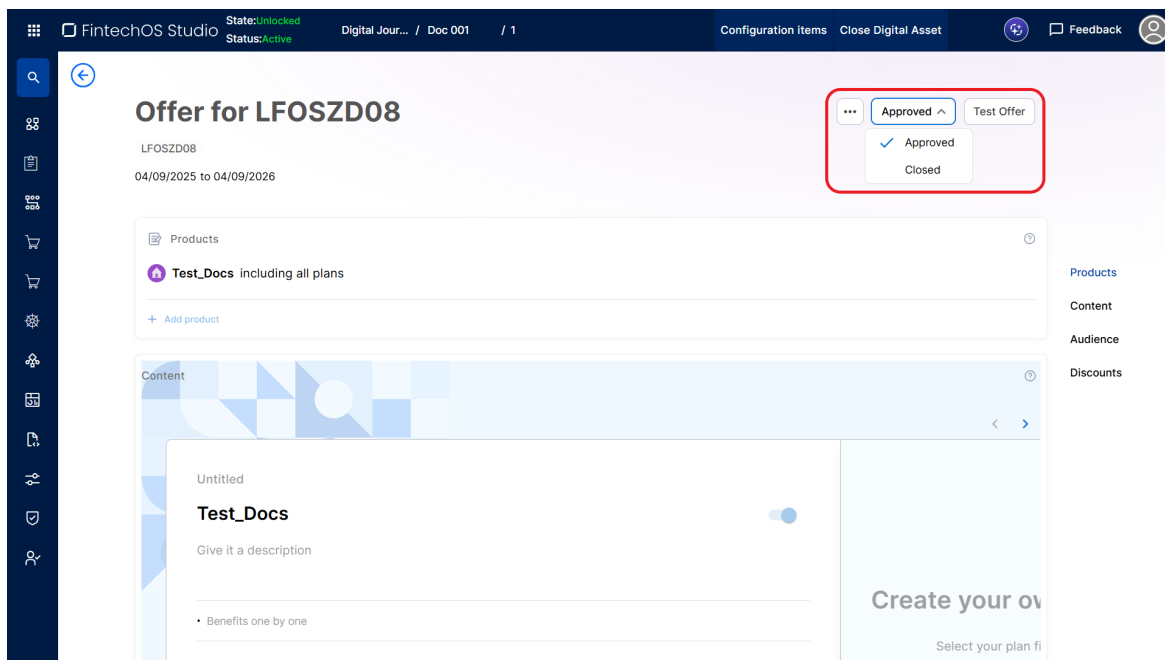 FintechOS Studio
State:Unlocked
Status:Active
Digital Jour... / Doc 001 / 1
Configuration items
Close Digital Asset
Feedback
Offer for LFOSZD08
LFOSZD08
04/09/2025 to 04/09/2026
•••
Approved
Test Offer
Approved
Closed
Products
Test_Docs including all plans
+ Add product
Products
Content
Audience
Discounts
Content
Untitled
Test_Docs
Give it a description
• Benefits one by one
Create your ov
Select your plan fi